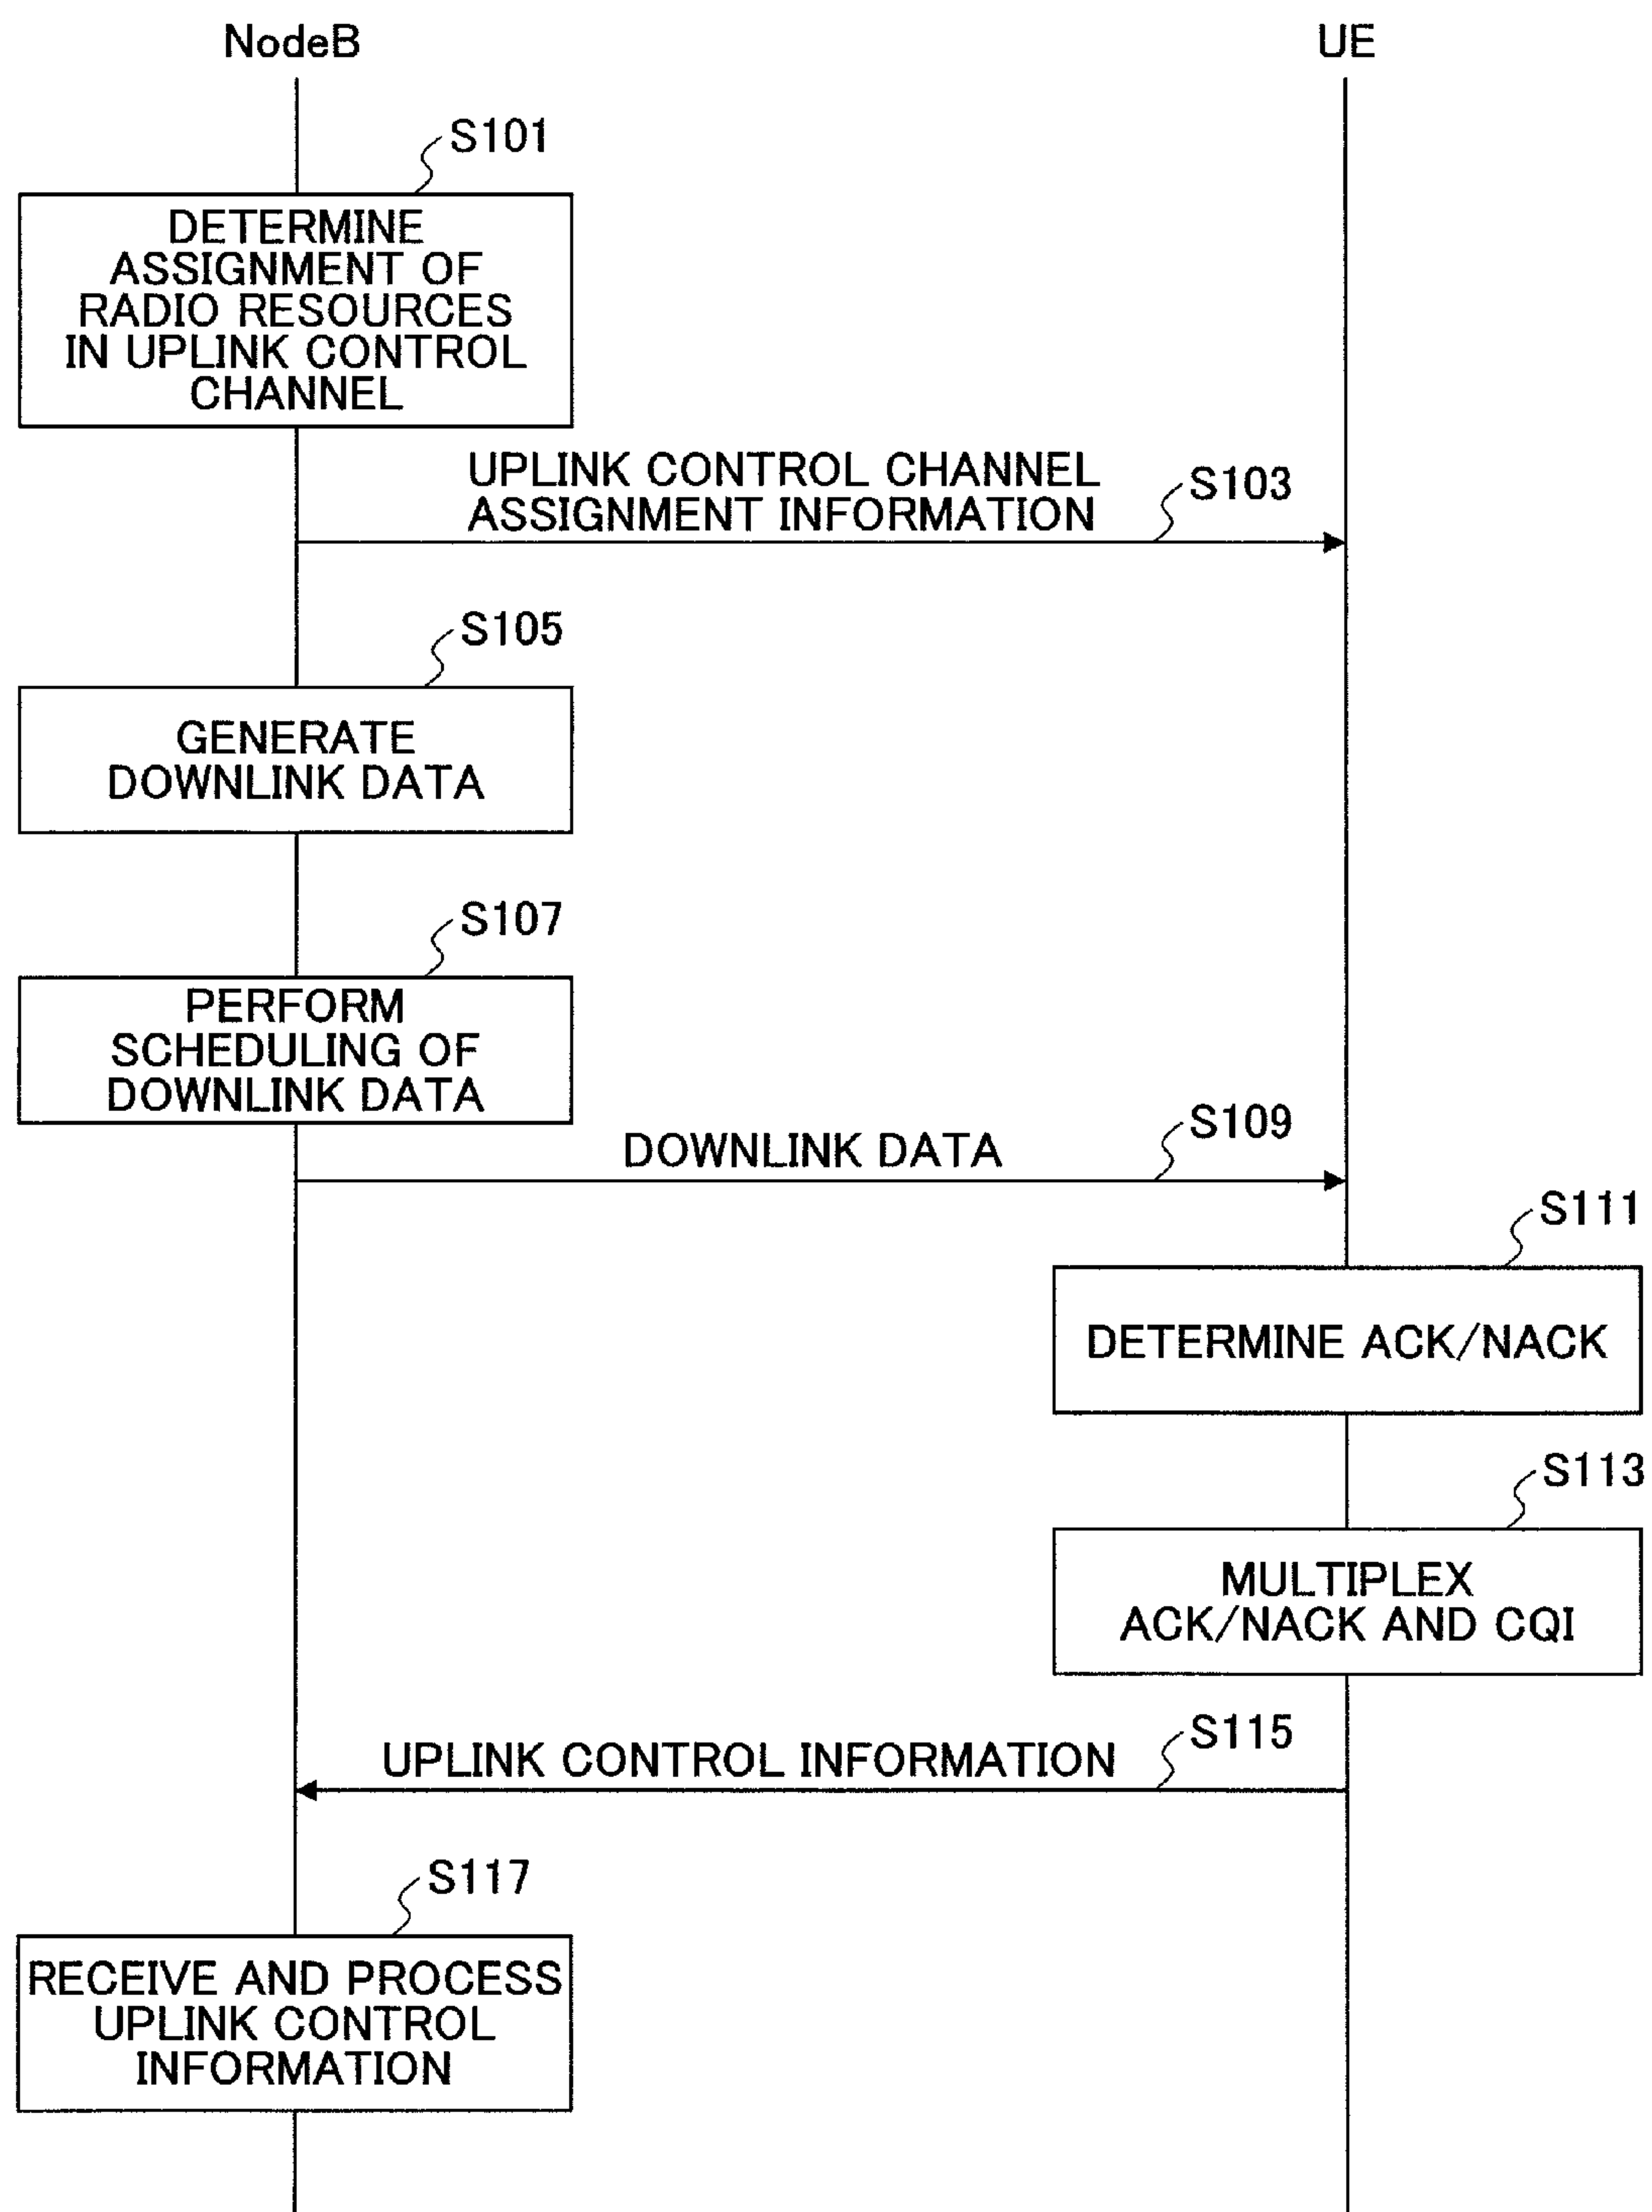 NodeB
UE
S101
DETERMINE
ASSIGNMENT OF
RADIO RESOURCES
IN UPLINK CONTROL
CHANNEL
UPLINK CONTROL CHANNEL
ASSIGNMENT INFORMATION
S103
S105
GENERATE
DOWNLINK DATA
S107
PERFORM
SCHEDULING OF
DOWNLINK DATA
DOWNLINK DATA
S109
S111
DETERMINE ACK/NACK
S113
MULTIPLEX
ACK/NACK AND CQI
UPLINK CONTROL INFORMATION
S115
S117
RECEIVE AND PROCESS
UPLINK CONTROL
INFORMATION